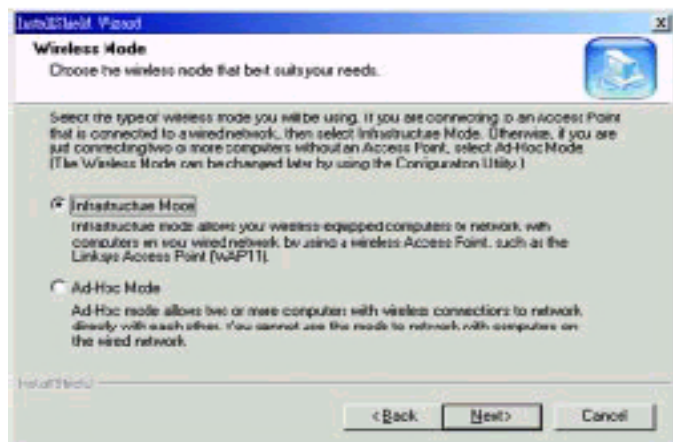 InstallShield Wizard
Wireless Mode
Choose the wireless mode that best suits your needs.
Select the type of wireless mode you will be using. If you are connecting to an Access Point
that is connected to a wired network, then select Infrastructure Mode. Otherwise, if you are
just connecting two or more computers without an Access Point, select Ad-Hoc Mode
(The Wireless Mode can be changed later by using the Configuration Utility.)
Infrastructure Mode
Infrastructure mode allows you wireless equipped computers to network with
computers on you wired network by using a wireless Access Point, such as the
Linksys Access Point (WAP11).
Ad-Hoc Mode
Ad-Hoc mode allows two or more computers with wireless connections to network
directly with each other. You cannot use this mode to network with computers on
the wired network.
InstallShield
<Back
Next>
Cancel